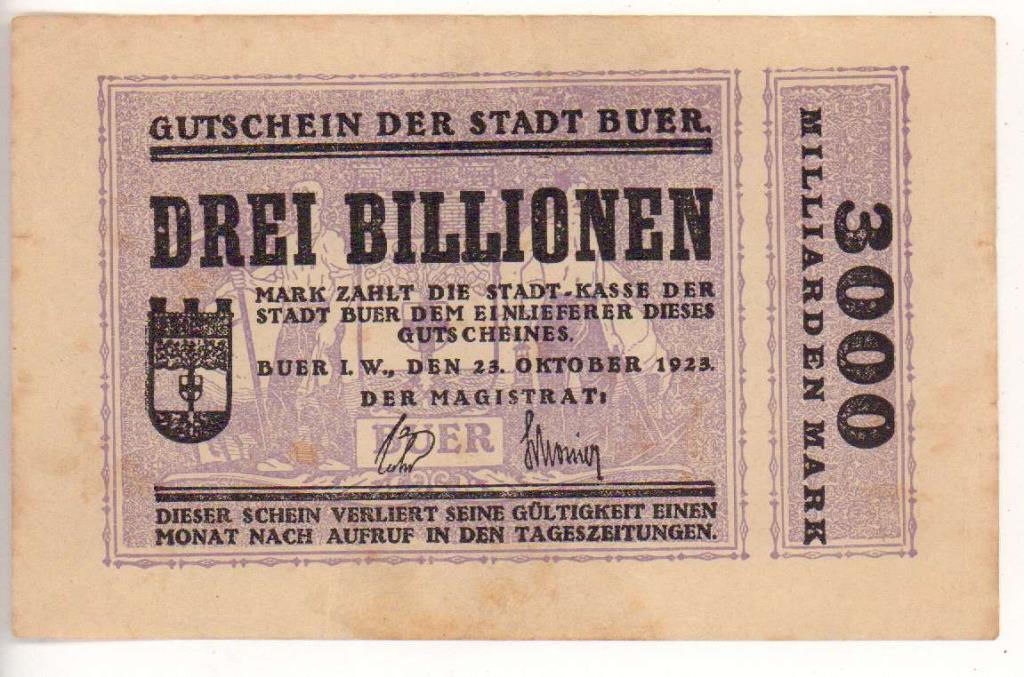 GUTSCHEIN DER STADT BUER.
DREI BILLIONEN
MARK ZAHLT DIE STADT-KASSE DER
STADT BUER DEM EINLIEFERER DIESES
GUTSCHEINES.
BUER I.W., DEN 23. OKTOBER 1923.
DER MAGISTRAT:
BUER
DIESER SCHEIN VERLIERT SEINE GÜLTIGKEIT EINEN
MONAT NACH AUFRUF IN DEN TAGESZEITUNGEN.
3000
MILLIARDEN MARK